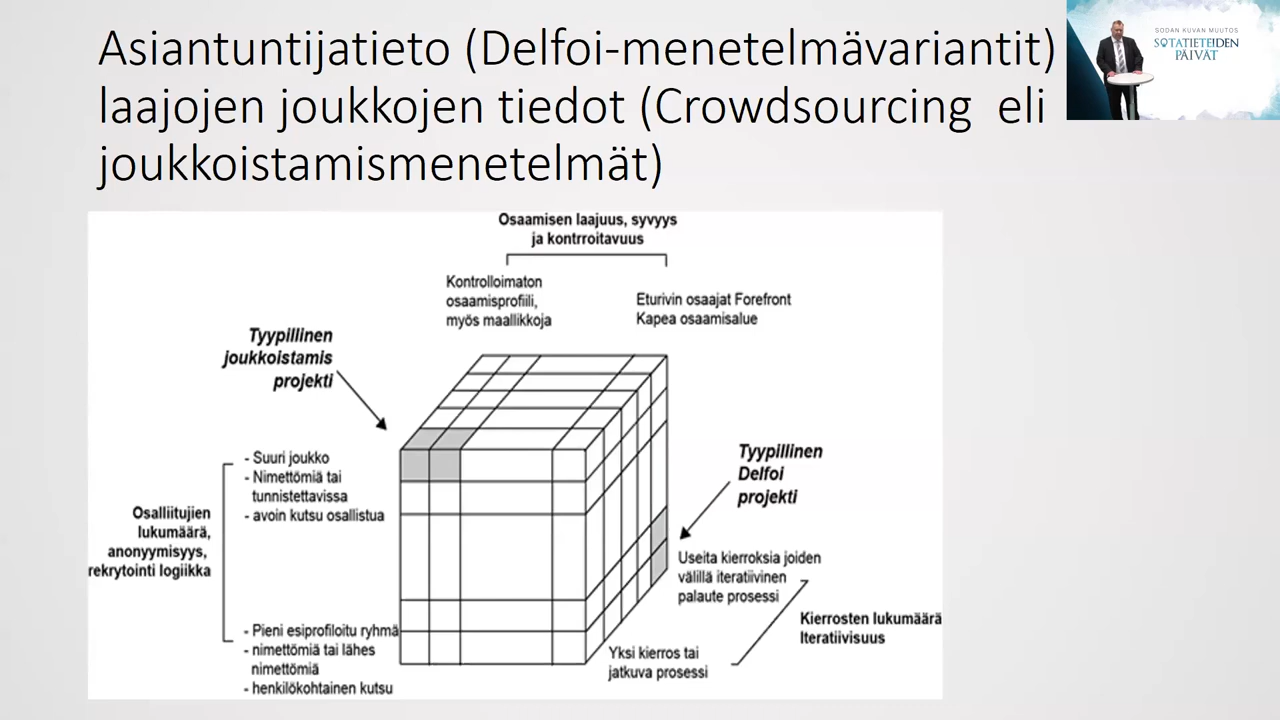 Asiantuntijatieto (Delfoi-menetelmävariantit)
laajojen joukkojen tiedot (Crowdsourcing eli
joukkoistamismenetelmät)
SODAN KUVAN MUUTOS
SOTATIETEIDEN
PÄIVÄT
Osaamisen laajuus, syvyys
ja kontrroitavuus
Kontrolloimaton
osaamisprofiili,
myös maallikkoja
Eturivin osaajat Forefront
Kapea osaamisalue
Tyypillinen
joukkoistamis
projekti
- Suuri joukko
- Nimettömiä tai
tunnistettavissa
- avoin kutsu osallistua
Osalliitujien
lukumäärä,
anonyymisyys,
rekrytointi logiikka
- Pieni esiprofiloitu ryhmä
- nimettömiä tai lähes
nimettömiä
- henkilökohtainen kutsu
Tyypillinen
Delfoi
projekti
Useita kierroksia joiden
välillä iteratiivinen
palaute prosessi
Kierrosten lukumäärä
Iteratiivisuus
Yksi kierros tai
jatkuva prosessi